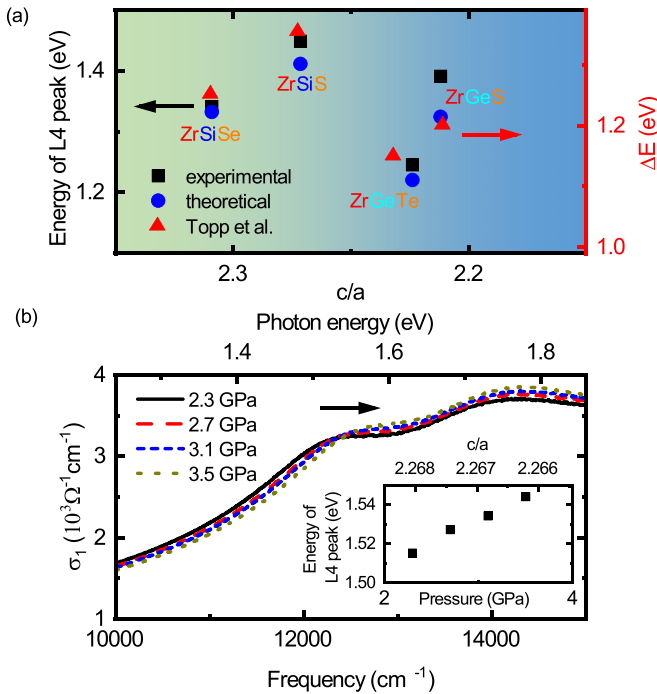 (a)
Energy of L4 peak (eV)
1.4
1.2
ZrSiSe
ZrSiS
ZrGeS
ZrGeTe
experimental
theoretical
Topp et al.
1.2
1.0
ΔE (eV)
2.3
2.2
c/a
(b)
Photon energy (eV)
1.4
1.6
1.8
σ1 (10³Ω⁻¹cm⁻¹)
4
3
2
1
2.3 GPa
2.7 GPa
3.1 GPa
3.5 GPa
c/a
2.268
2.267
2.266
Energy of
L4 peak (eV)
1.54
1.52
1.50
2
Pressure (GPa)
4
10000
12000
14000
Frequency (cm⁻¹)